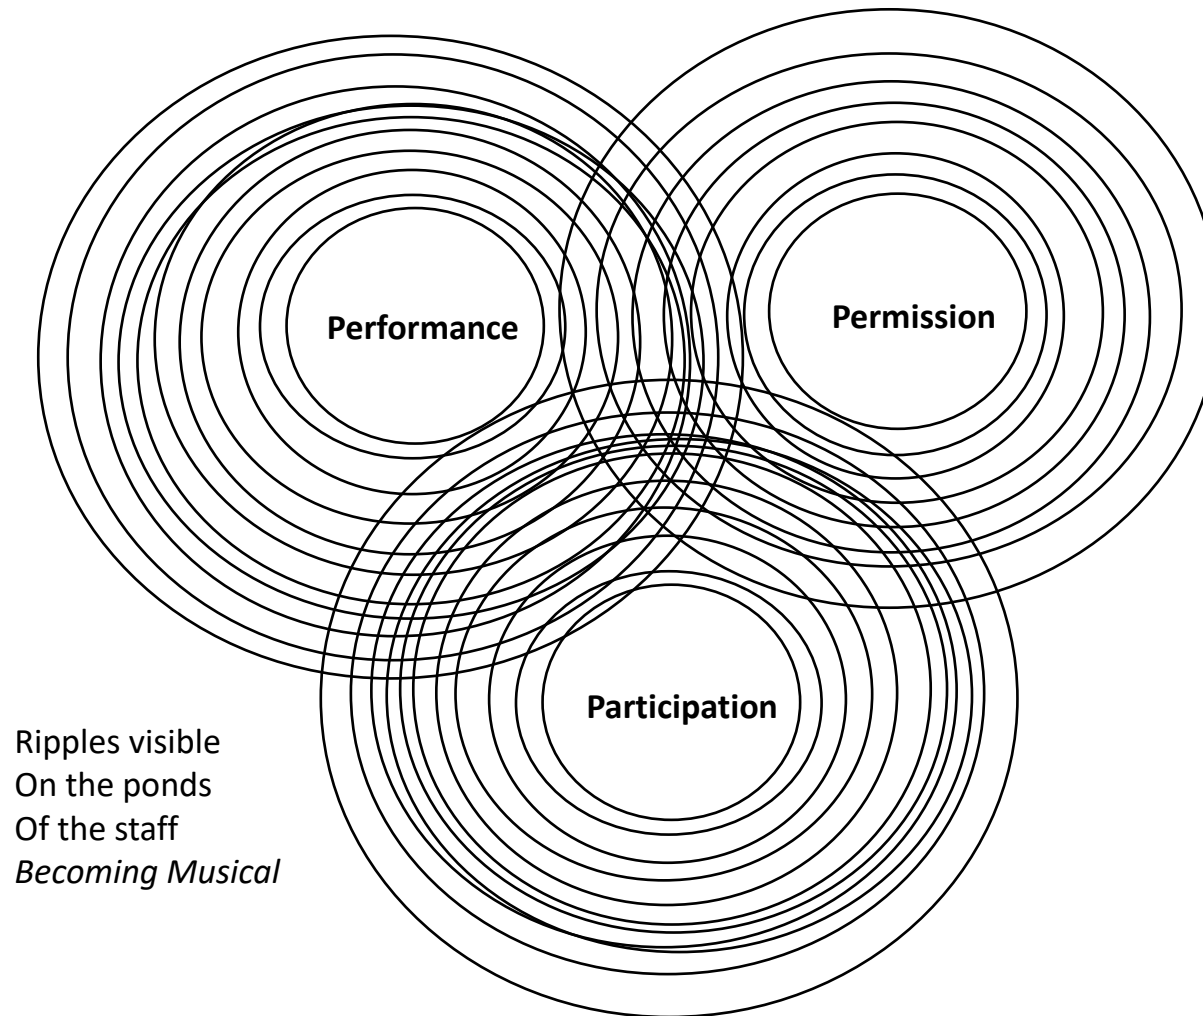 Performance
Permission
Participation
Ripples visible
On the ponds
Of the staff
Becoming Musical